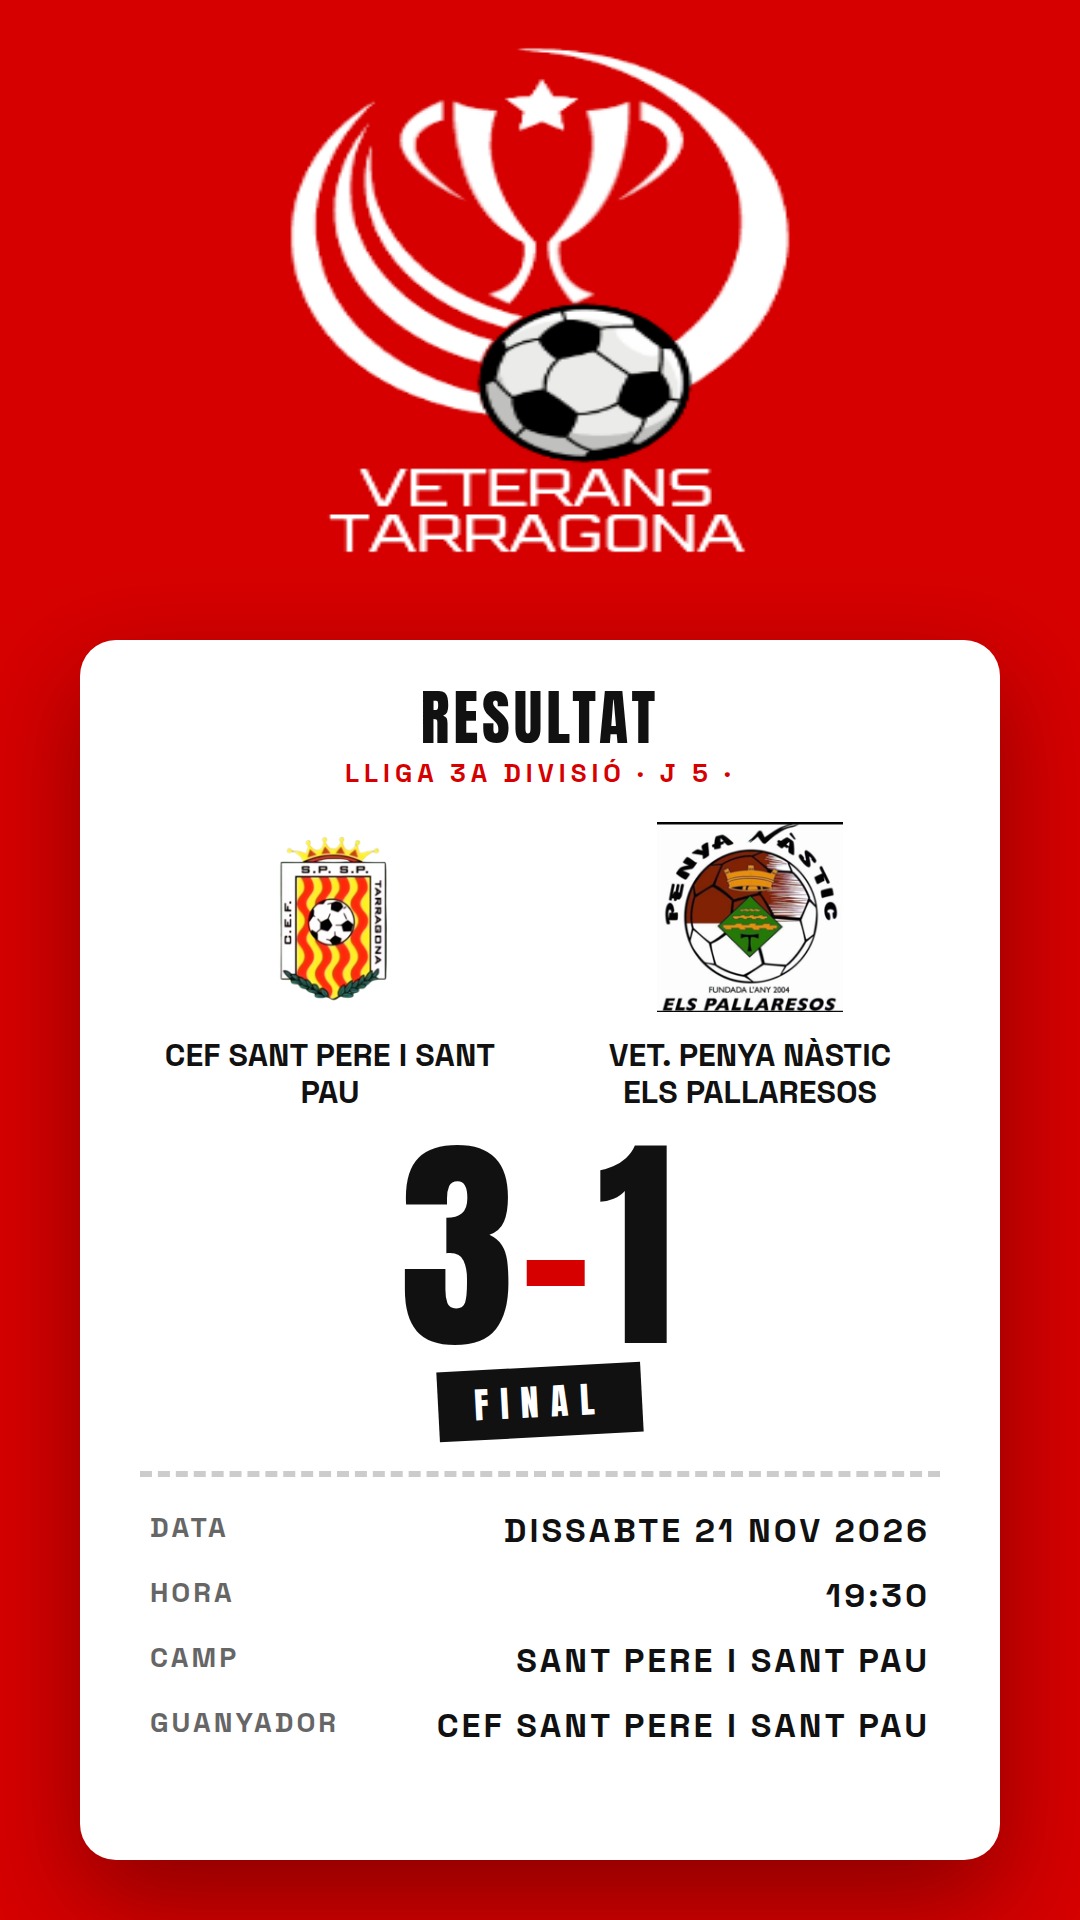 VETERANS
TARRAGONA
RESULTAT
LLIGA 3A DIVISIÓ · J 5 ·
S.P. S.P.
C.E.F.
TARRAGONA
PENYA NÀSTIC
FUNDADA L'ANY 2004
ELS PALLARESOS
CEF SANT PERE I SANT
PAU
VET. PENYA NÀSTIC
ELS PALLARESOS
3-1
FINAL
DATA
DISSABTE 21 NOV 2026
HORA
19:30
CAMP
SANT PERE I SANT PAU
GUANYADOR
CEF SANT PERE I SANT PAU